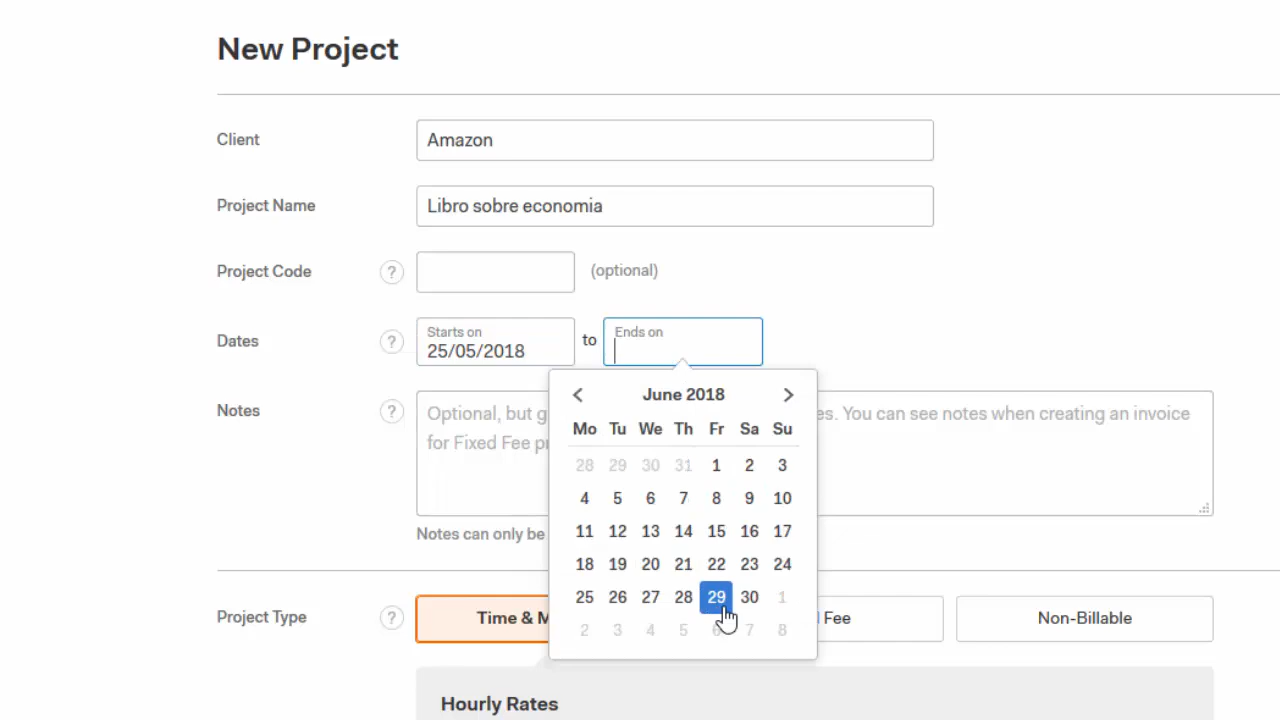 New Project
Client
Amazon
Project Name
Libro sobre economia
Project Code
?
(optional)
Dates
?
Starts on
25/05/2018
to
Ends on
June 2018
Mo Tu We Th Fr Sa Su
28 29 30 31 1 2 3
4 5 6 7 8 9 10
11 12 13 14 15 16 17
18 19 20 21 22 23 24
25 26 27 28 29 30 1
2 3 4 5 6 7 8
Notes
?
Optional, but g es. You can see notes when creating an invoice
for Fixed Fee pr
Notes can only be
Project Type
?
Time & M
Fee
Non-Billable
Hourly Rates